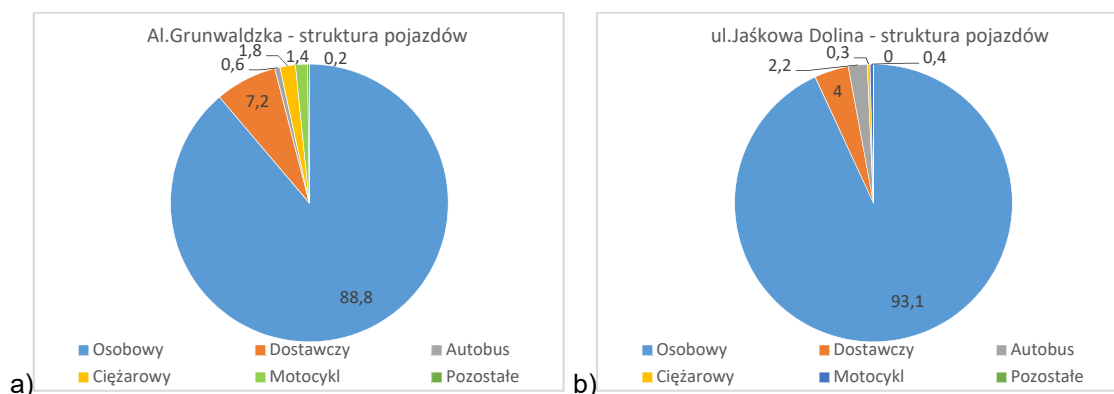 Al.Grunwaldzka - struktura pojazdów
1,8
1,4
0,2
0,6
7,2
88,8
Osobowy
Dostawczy
Autobus
Ciężarowy
Motocykl
Pozostałe
a)
ul.Jaśkowa Dolina - struktura pojazdów
0,3
0
0,4
2,2
4
93,1
Osobowy
Dostawczy
Autobus
Ciężarowy
Motocykl
Pozostałe
b)